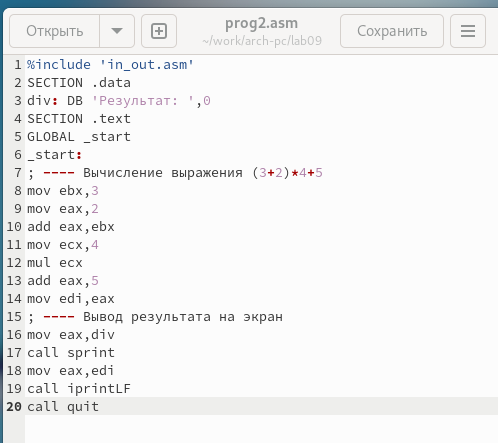 Открыть
prog2.asm
~/work/arch-pc/lab09
Сохранить
1 %include 'in_out.asm'
2 SECTION .data
3 div: DB 'Результат: ',0
4 SECTION .text
5 GLOBAL _start
6 _start:
7 ; ---- Вычисление выражения (3+2)*4+5
8 mov ebx,3
9 mov eax,2
10 add eax,ebx
11 mov ecx,4
12 mul ecx
13 add eax,5
14 mov edi,eax
15 ; ---- Вывод результата на экран
16 mov eax,div
17 call sprint
18 mov eax,edi
19 call iprintLF
20 call quit